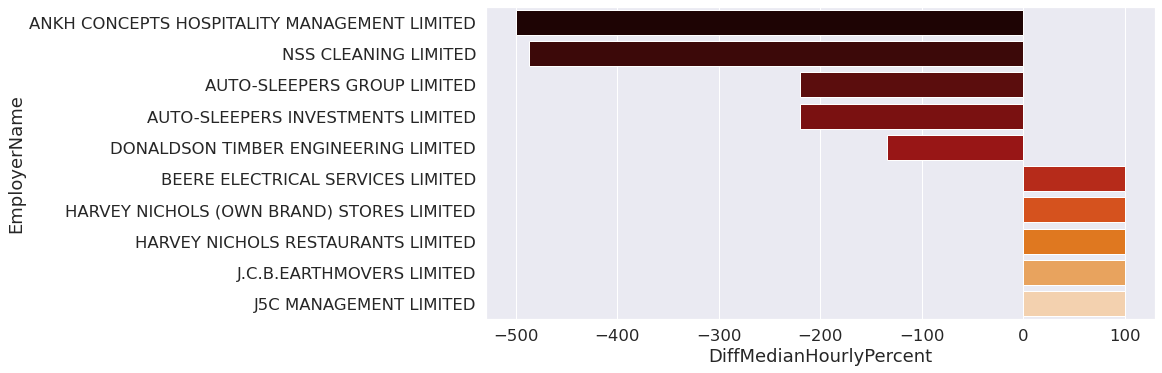 EmployerName
ANKH CONCEPTS HOSPITALITY MANAGEMENT LIMITED
NSS CLEANING LIMITED
AUTO-SLEEPERS GROUP LIMITED
AUTO-SLEEPERS INVESTMENTS LIMITED
DONALDSON TIMBER ENGINEERING LIMITED
BEERE ELECTRICAL SERVICES LIMITED
HARVEY NICHOLS (OWN BRAND) STORES LIMITED
HARVEY NICHOLS RESTAURANTS LIMITED
J.C.B.EARTHMOVERS LIMITED
J5C MANAGEMENT LIMITED
−500 −400 −300 −200 −100 0 100
DiffMedianHourlyPercent